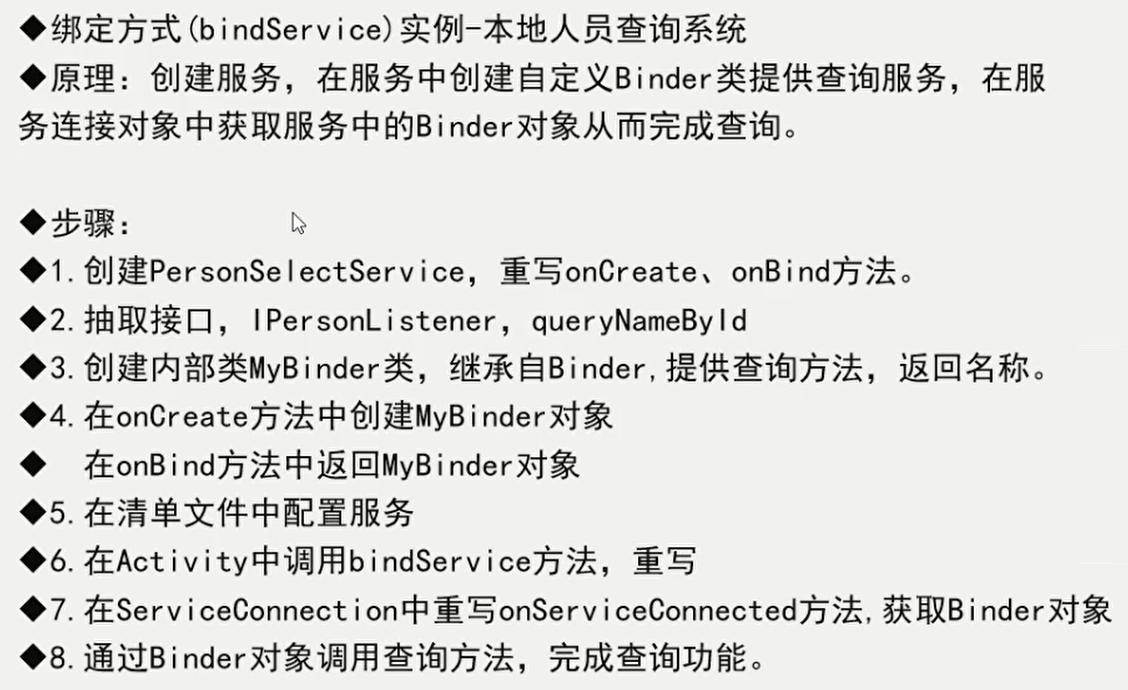 ◆绑定方式(bindService)实例-本地人员查询系统
◆原理：创建服务，在服务中创建自定义Binder类提供查询服务，在服
务连接对象中获取服务中的Binder对象从而完成查询。
◆步骤：
◆1.创建PersonSelectService，重写onCreate、onBind方法。
◆2.抽取接口，IPersonListener，queryNameById
◆3.创建内部类MyBinder类，继承自Binder,提供查询方法，返回名称。
◆4.在onCreate方法中创建MyBinder对象
◆  在onBind方法中返回MyBinder对象
◆5.在清单文件中配置服务
◆6.在Activity中调用bindService方法，重写
◆7.在ServiceConnection中重写onServiceConnected方法,获取Binder对象
◆8.通过Binder对象调用查询方法，完成查询功能。